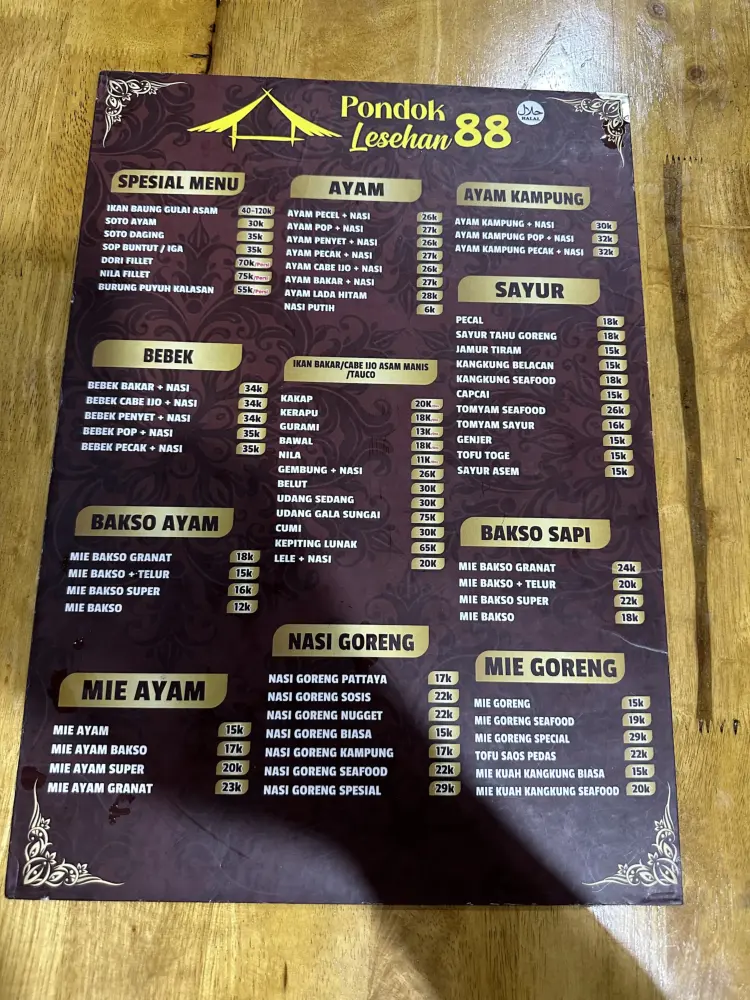 Pondok
Lesehan 88
حلال
HALAL
SPESIAL MENU
IKAN BAUNG GULAI ASAM 40-120k
SOTO AYAM 30k
SOTO DAGING 35k
SOP BUNTUT / IGA 35k
DORI FILLET 70k/Porsi
NILA FILLET 75k/Porsi
BURUNG PUYUH KALASAN 55k/Porsi
AYAM
AYAM PECEL + NASI 26k
AYAM POP + NASI 27k
AYAM PENYET + NASI 26k
AYAM PECAK + NASI 27k
AYAM CABE IJO + NASI 26k
AYAM BAKAR + NASI 27k
AYAM LADA HITAM 28k
NASI PUTIH 6k
AYAM KAMPUNG
AYAM KAMPUNG + NASI 30k
AYAM KAMPUNG POP + NASI 32k
AYAM KAMPUNG PECAK + NASI 32k
SAYUR
PECAL 18k
SAYUR TAHU GORENG 18k
JAMUR TIRAM 15k
KANGKUNG BELACAN 15k
KANGKUNG SEAFOOD 18k
CAPCAI 15k
TOMYAM SEAFOOD 26k
TOMYAM SAYUR 16k
GENJER 15k
TOFU TOGE 15k
SAYUR ASEM 15k
BEBEK
BEBEK BAKAR + NASI 34k
BEBEK CABE IJO + NASI 34k
BEBEK PENYET + NASI 34k
BEBEK POP + NASI 35k
BEBEK PECAK + NASI 35k
IKAN BAKAR/CABE IJO ASAM MANIS
/TAUCO
KAKAP 20K
KERAPU 18K
GURAMI 13K
BAWAL 18K
NILA 11K
GEMBUNG + NASI 26K
BELUT 30K
UDANG SEDANG 30K
UDANG GALA SUNGAI 75K
CUMI 30K
KEPITING LUNAK 65K
LELE + NASI 20K
BAKSO AYAM
MIE BAKSO GRANAT 18k
MIE BAKSO + TELUR 15k
MIE BAKSO SUPER 16k
MIE BAKSO 12k
BAKSO SAPI
MIE BAKSO GRANAT 24k
MIE BAKSO + TELUR 20k
MIE BAKSO SUPER 22k
MIE BAKSO 18k
MIE AYAM
MIE AYAM 15k
MIE AYAM BAKSO 17k
MIE AYAM SUPER 20k
MIE AYAM GRANAT 23k
NASI GORENG
NASI GORENG PATTAYA 17k
NASI GORENG SOSIS 22k
NASI GORENG NUGGET 22k
NASI GORENG BIASA 15k
NASI GORENG KAMPUNG 17k
NASI GORENG SEAFOOD 22k
NASI GORENG SPESIAL 29k
MIE GORENG
MIE GORENG 15k
MIE GORENG SEAFOOD 19k
MIE GORENG SPECIAL 29k
TOFU SAOS PEDAS 22k
MIE KUAH KANGKUNG BIASA 15k
MIE KUAH KANGKUNG SEAFOOD 20k